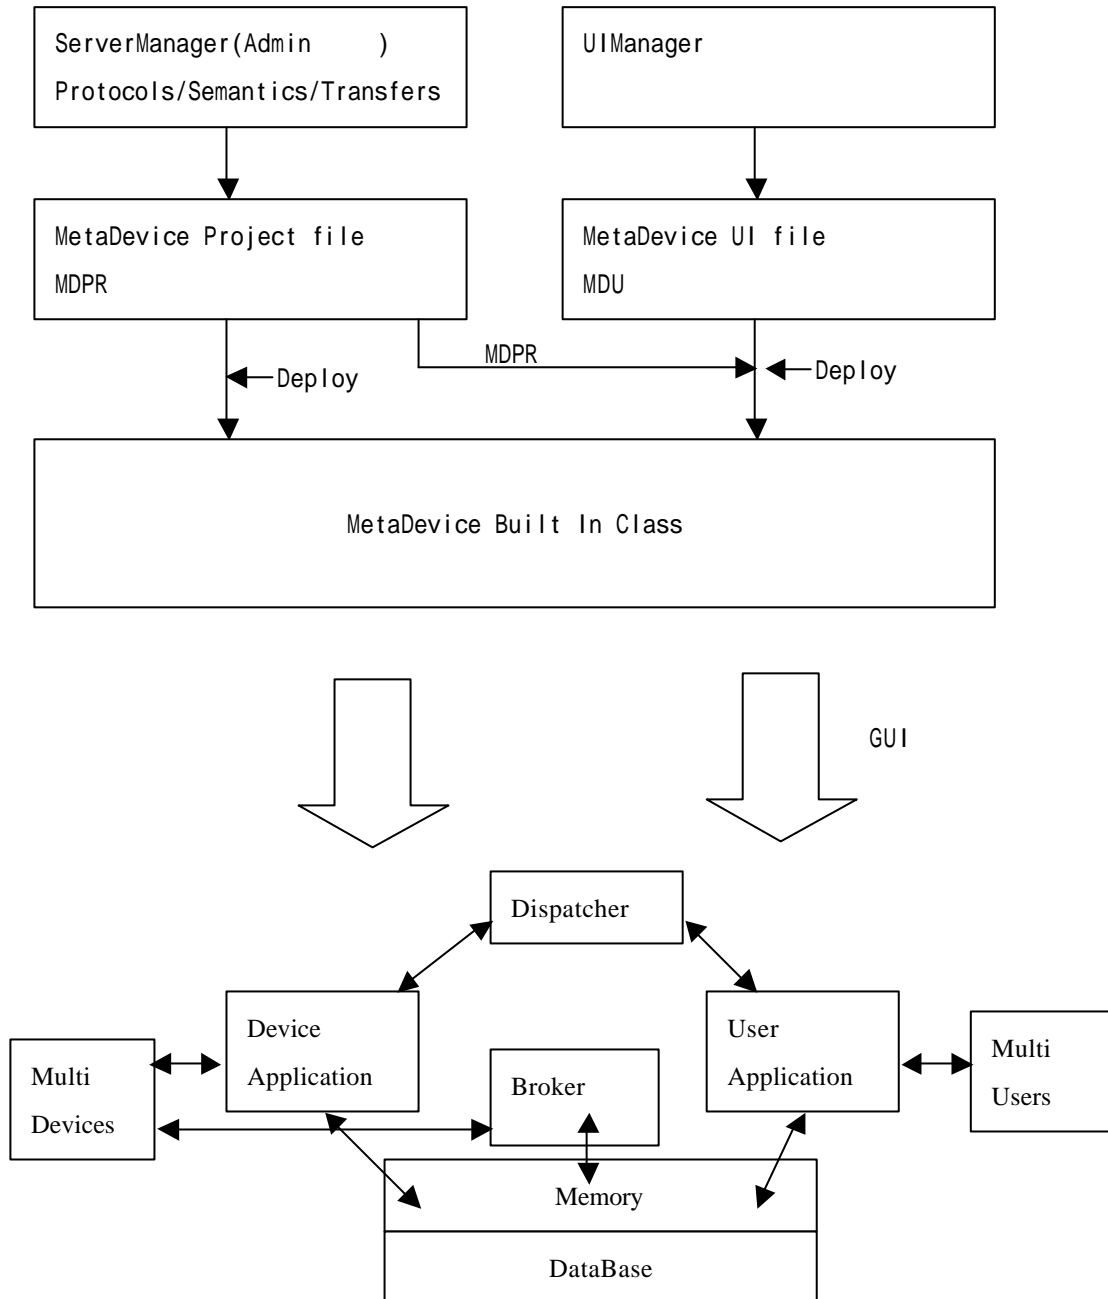 ServerManager(Admin )
Protocols/Semantics/Transfers
UIManager
MetaDevice Project file
MDPR
MetaDevice UI file
MDU
MDPR
Deploy
Deploy
MetaDevice Built In Class
GUI
Dispatcher
Device
Application
User
Application
Multi
Devices
Broker
Multi
Users
Memory
DataBase